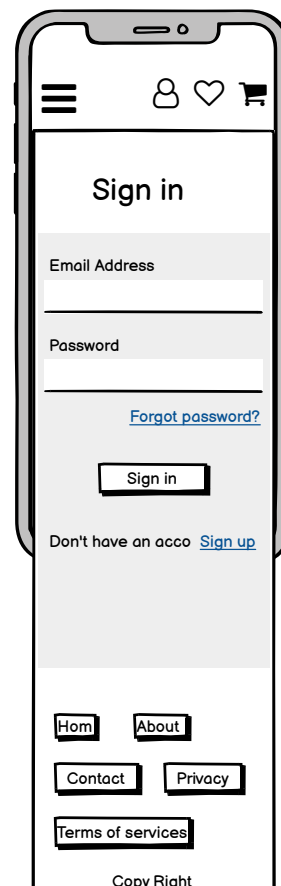 Sign in
Email Address
Password
Forgot password?
Sign in
Don't have an acco Sign up
Hom About
Contact Privacy
Terms of services
Copy Right